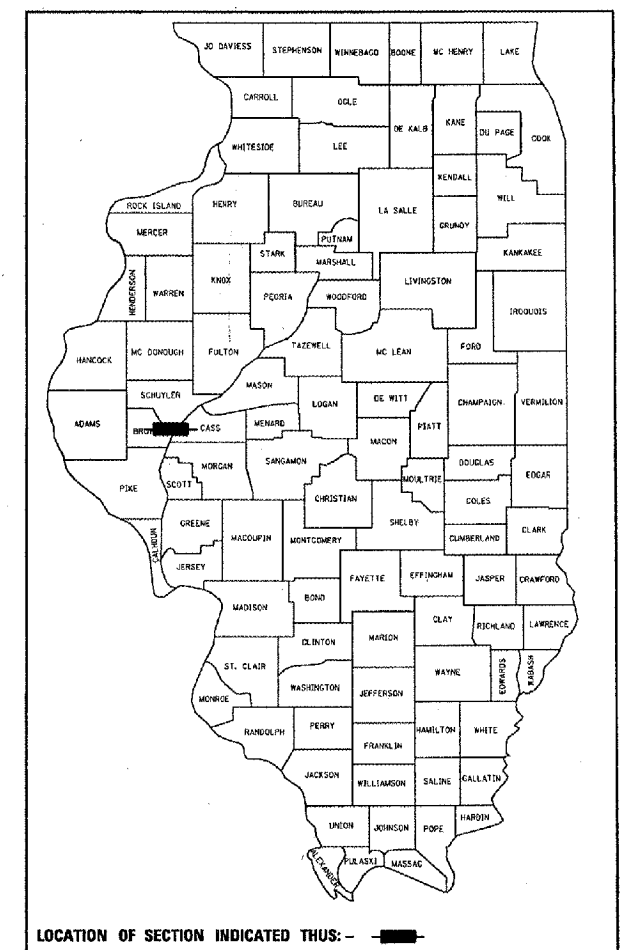 JO DAVIESS STEPHENSON WINNEBAGO BOONE MC HENRY LAKE
CARROLL OGLE DE KALB KANE DU PAGE COOK
WHITESIDE LEE KENDALL WILL
ROCK ISLAND HENRY BUREAU LA SALLE GRUNDY
MERCER PUTNAM KANKAKEE
STARK MARSHALL LIVINGSTON
HENDERSON WARREN KNOX PEORIA WOODFORD IROQUOIS
HANCOCK MC DONOUGH FULTON TAZEWELL MC LEAN FORD
MASON
SCHUYLER LOGAN DE WITT CHAMPAIGN VERMILION
ADAMS CASS MENARD MACON PIATT
MORGAN SANGAMON DOUGLAS EDGAR
PIKE SCOTT CHRISTIAN MOULTRIE COLES
GREENE MACOUPIN MONTGOMERY SHELBY CUMBERLAND CLARK
CALHOUN JERSEY FAYETTE EFFINGHAM JASPER CRAWFORD
MADISON BOND CLAY RICHLAND LAWRENCE
CLINTON MARION
ST. CLAIR WAYNE EDWARDS WABASH
MONROE WASHINGTON JEFFERSON
RANDOLPH PERRY HAMILTON WHITE
FRANKLIN
JACKSON WILLIAMSON SALINE GALLATIN
UNION JOHNSON POPE HARDIN
ALEXANDER PULASKI MASSAC
LOCATION OF SECTION INDICATED THUS: -